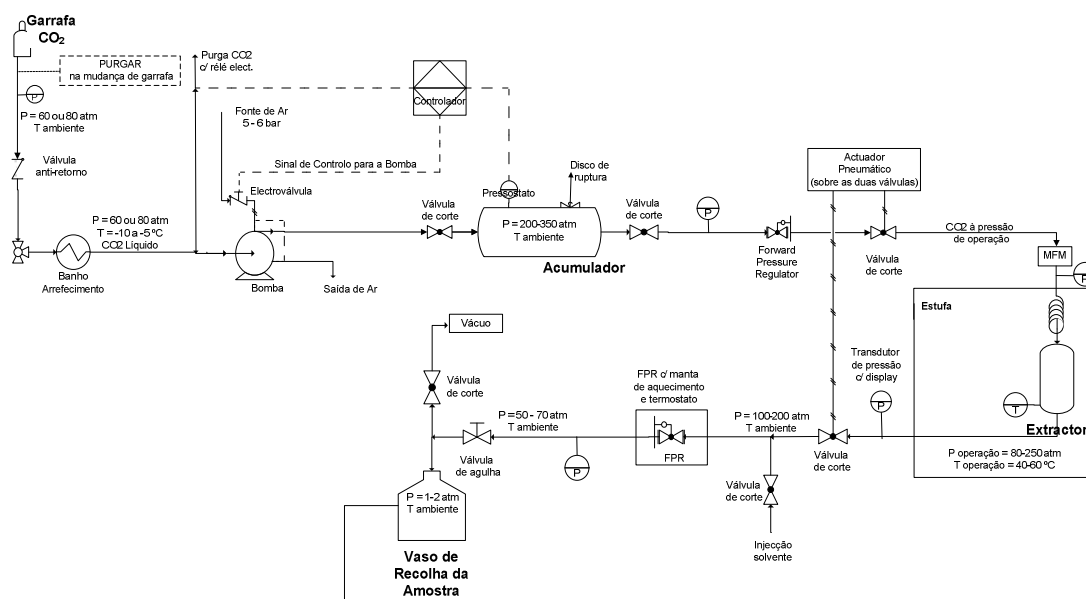 Garrafa
CO2
PURGAR
na mudança de garrafa
P
P = 60 ou 80 atm
T ambiente
Válvula
anti-retorno
P = 60 ou 80 atm
T = -10 a -5 ºC
CO2 Líquido
Banho
Arrefecimento
Purga CO2
c/ rélé elect.
Fonte de Ar
5 - 6 bar
Controlador
Sinal de Controlo para a Bomba
Electroválvula
Bomba
Saída de Ar
Válvula
de corte
Pressostato
Disco de
ruptura
P = 200-350 atm
T ambiente
Acumulador
Válvula
de corte
P
Forward
Pressure
Regulator
Actuador
Pneumático
(sobre as duas válvulas)
Válvula
de corte
CO2 à pressão
de operação
MFM
P
Estufa
T
Extractor
P operação = 80-250 atm
T operação = 40-60 ºC
Transdutor
de pressão
c/ display
P
Válvula
de corte
P = 100-200 atm
T ambiente
Válvula
de corte
Injecção
solvente
FPR c/ manta
de aquecimento
e termostato
FPR
P = 50 - 70 atm
T ambiente
P
Válvula
de agulha
Vácuo
Válvula
de corte
P = 1-2 atm
T ambiente
Vaso de
Recolha da
Amostra